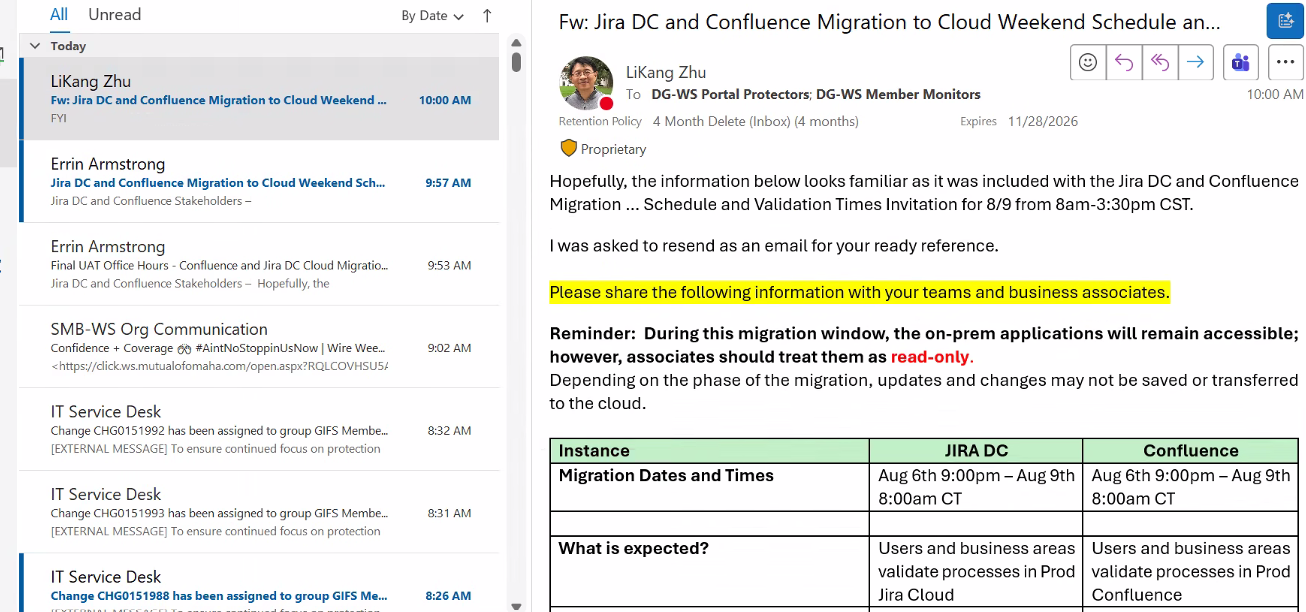 All Unread By Date
Today
LiKang Zhu
Fw: Jira DC and Confluence Migration to Cloud Weekend ... 10:00 AM
FYI
Errin Armstrong
Jira DC and Confluence Migration to Cloud Weekend Sch... 9:57 AM
Jira DC and Confluence Stakeholders –
Errin Armstrong
Final UAT Office Hours - Confluence and Jira DC Cloud Migratio... 9:53 AM
Jira DC and Confluence Stakeholders – Hopefully, the
SMB-WS Org Communication
Confidence + Coverage #AintNoStoppinUsNow | Wire Wee... 9:02 AM
<https://click.ws.mutualofomaha.com/open.aspx?RQLCOVHSU5A
IT Service Desk
Change CHG0151992 has been assigned to group GIFS Membe... 8:32 AM
[EXTERNAL MESSAGE] To ensure continued focus on protection
IT Service Desk
Change CHG0151993 has been assigned to group GIFS Membe... 8:31 AM
[EXTERNAL MESSAGE] To ensure continued focus on protection
IT Service Desk
Change CHG0151988 has been assigned to group GIFS Me... 8:26 AM
[EXTERNAL MESSAGE] To ensure continued focus on protection
Fw: Jira DC and Confluence Migration to Cloud Weekend Schedule an...
LiKang Zhu
To DG-WS Portal Protectors; DG-WS Member Monitors 10:00 AM
Retention Policy 4 Month Delete (Inbox) (4 months) Expires 11/28/2026
Proprietary
Hopefully, the information below looks familiar as it was included with the Jira DC and Confluence
Migration ... Schedule and Validation Times Invitation for 8/9 from 8am-3:30pm CST.
I was asked to resend as an email for your ready reference.
Please share the following information with your teams and business associates.
Reminder: During this migration window, the on-prem applications will remain accessible;
however, associates should treat them as read-only.
Depending on the phase of the migration, updates and changes may not be saved or transferred
to the cloud.
Instance JIRA DC Confluence
Migration Dates and Times Aug 6th 9:00pm – Aug 9th Aug 6th 9:00pm – Aug 9th
8:00am CT 8:00am CT
What is expected? Users and business areas Users and business areas
validate processes in Prod validate processes in Prod
Jira Cloud Confluence